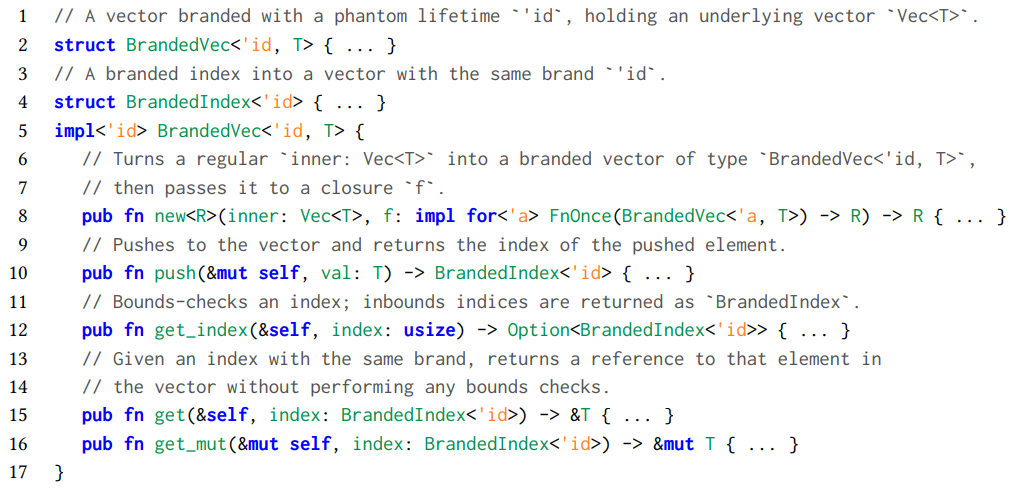 1 // A vector branded with a phantom lifetime `'id`, holding an underlying vector `Vec<T>`.
2 struct BrandedVec<'id, T> { ... }
3 // A branded index into a vector with the same brand `'id`.
4 struct BrandedIndex<'id> { ... }
5 impl<'id> BrandedVec<'id, T> {
6 // Turns a regular `inner: Vec<T>` into a branded vector of type `BrandedVec<'id, T>`,
7 // then passes it to a closure `f`.
8 pub fn new<R>(inner: Vec<T>, f: impl for<'a> FnOnce(BrandedVec<'a, T>) -> R) -> R { ... }
9 // Pushes to the vector and returns the index of the pushed element.
10 pub fn push(&mut self, val: T) -> BrandedIndex<'id> { ... }
11 // Bounds-checks an index; inbounds indices are returned as `BrandedIndex`.
12 pub fn get_index(&self, index: usize) -> Option<BrandedIndex<'id>> { ... }
13 // Given an index with the same brand, returns a reference to that element in
14 // the vector without performing any bounds checks.
15 pub fn get(&self, index: BrandedIndex<'id>) -> &T { ... }
16 pub fn get_mut(&mut self, index: BrandedIndex<'id>) -> &mut T { ... }
17 }